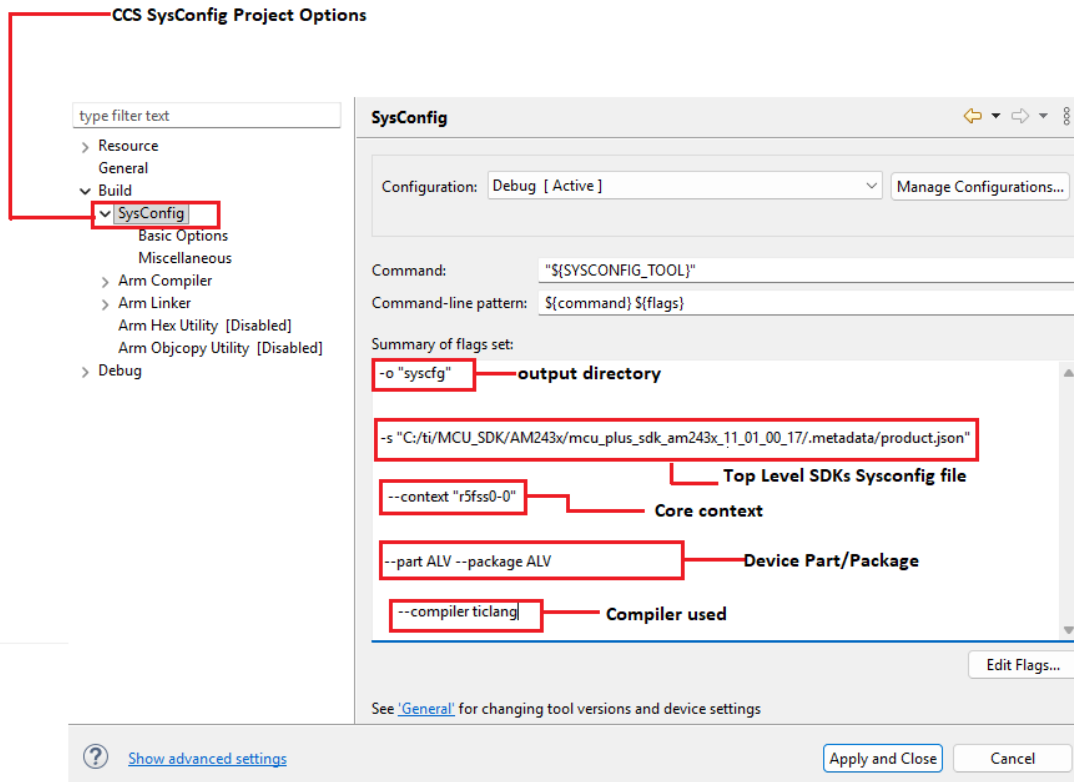 CCS SysConfig Project Options
type filter text
Resource
General
Build
SysConfig
Basic Options
Miscellaneous
Arm Compiler
Arm Linker
Arm Hex Utility [Disabled]
Arm Objcopy Utility [Disabled]
Debug
SysConfig
Configuration: Debug [ Active ] Manage Configurations...
Command: "${SYSCONFIG_TOOL}"
Command-line pattern: ${command} ${flags}
Summary of flags set:
-o "syscfg" output directory
-s "C:/ti/MCU_SDK/AM243x/mcu_plus_sdk_am243x_11_01_00_17/.metadata/product.json"
Top Level SDKs Sysconfig file
--context "r5fss0-0"
Core context
--part ALV --package ALV Device Part/Package
--compiler ticlang Compiler used
Edit Flags...
See 'General' for changing tool versions and device settings
? Show advanced settings Apply and Close Cancel